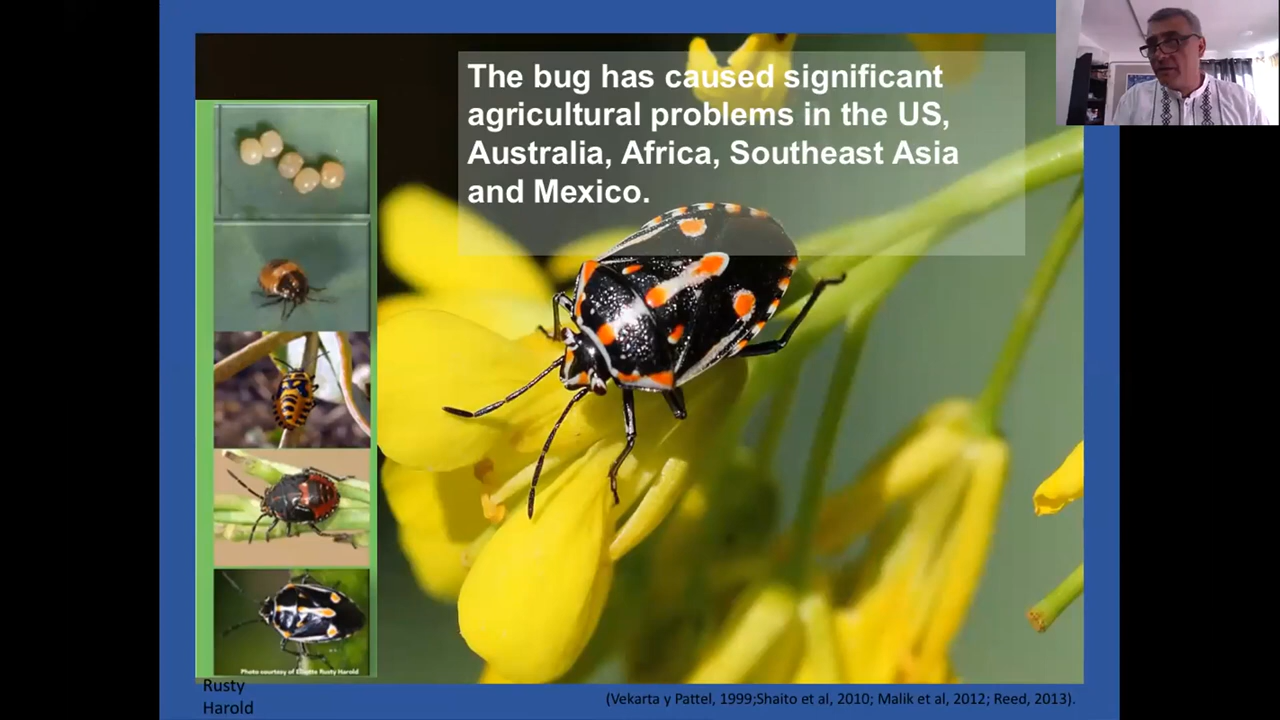 The bug has caused significant
agricultural problems in the US,
Australia, Africa, Southeast Asia
and Mexico.
Photo courtesy of Elliotte Rusty Harold
Rusty
Harold
(Vekarta y Pattel, 1999;Shaito et al, 2010; Malik et al, 2012; Reed, 2013).